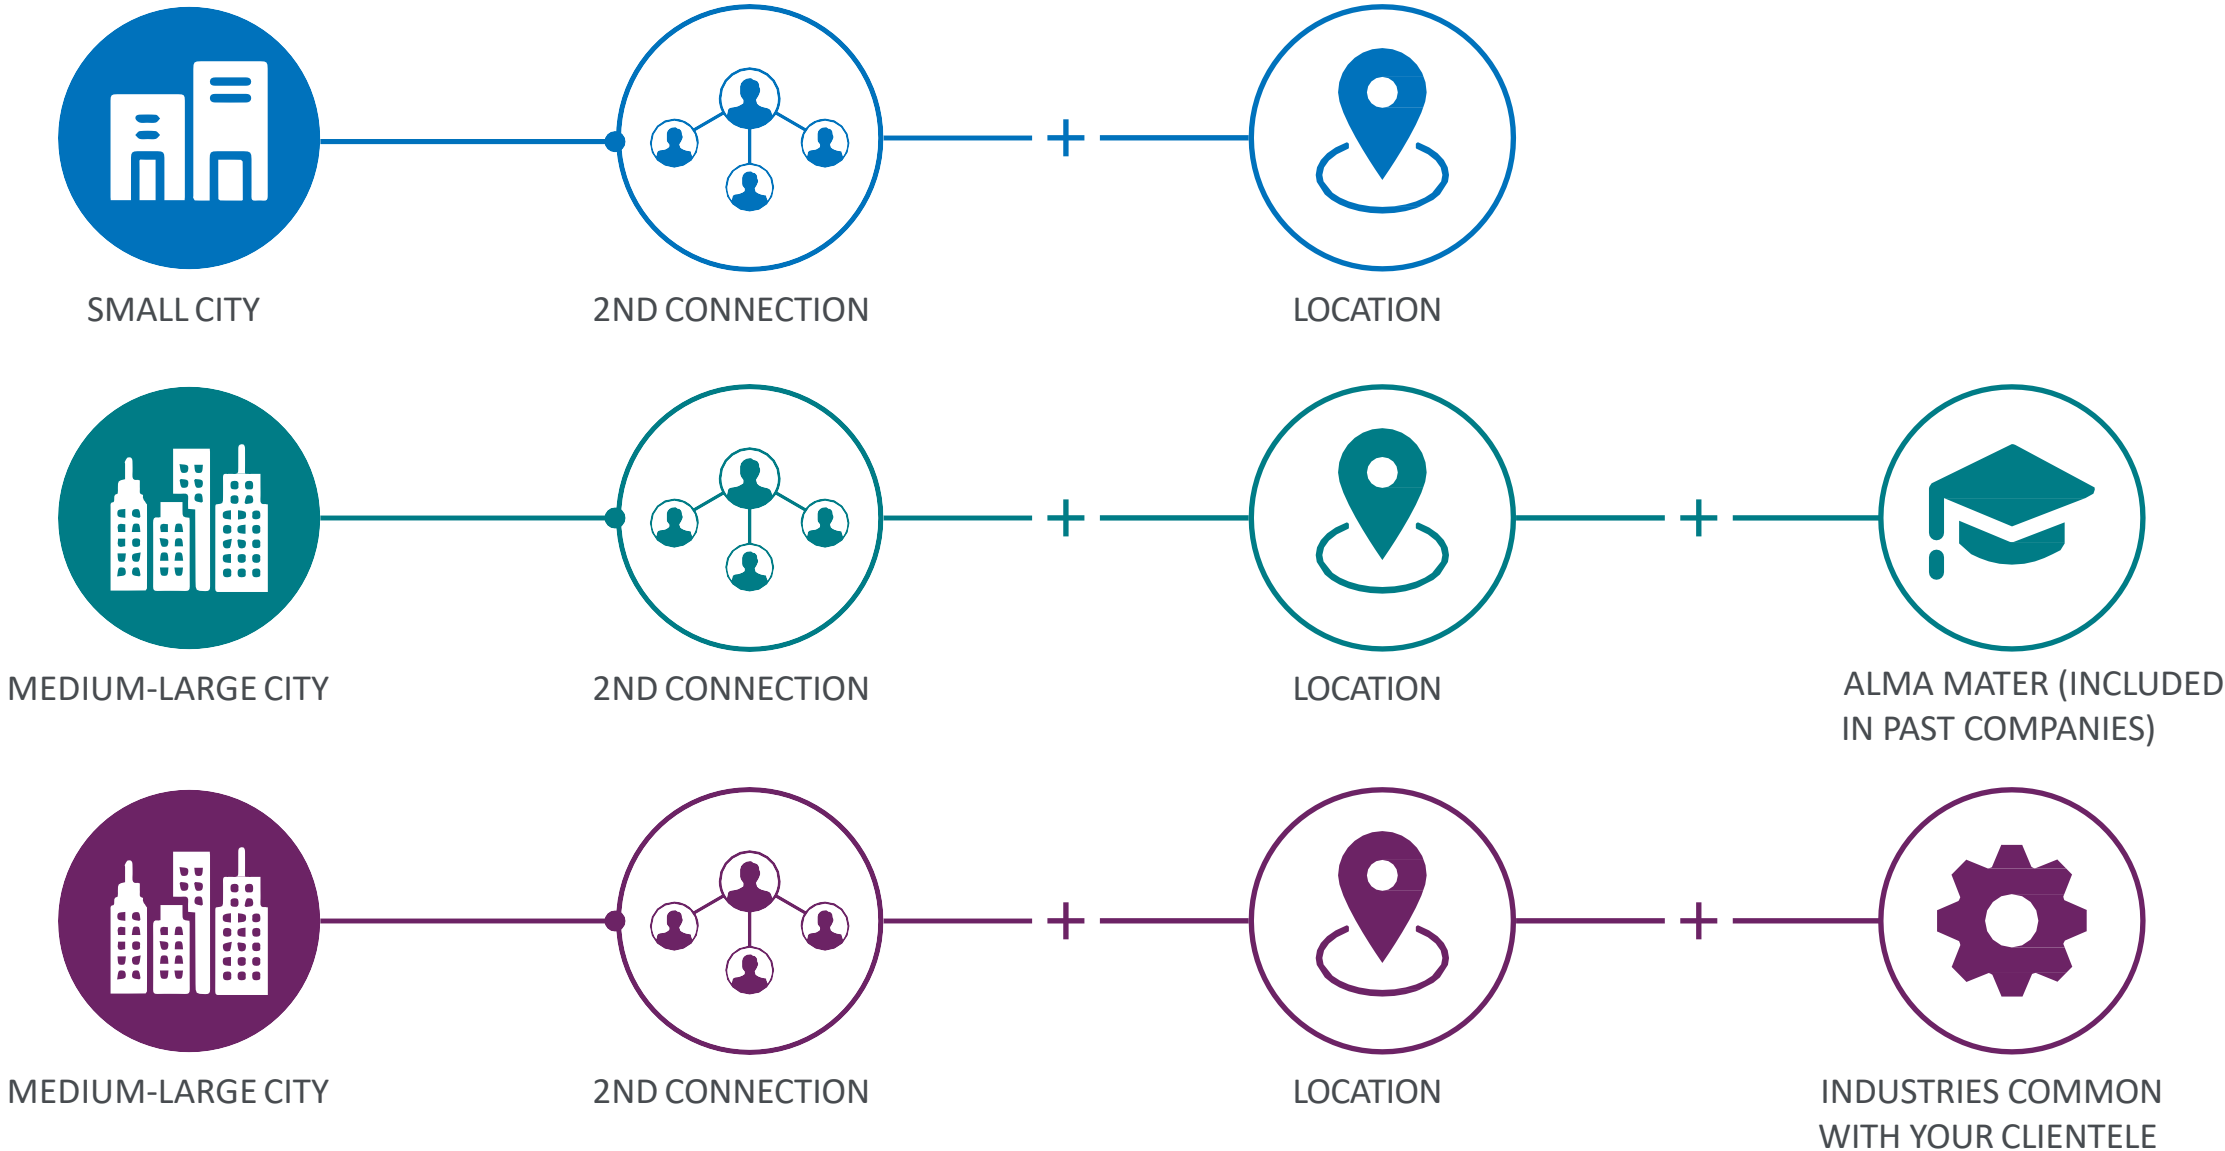 SMALL CITY
2ND CONNECTION
LOCATION
MEDIUM-LARGE CITY
2ND CONNECTION
LOCATION
ALMA MATER (INCLUDED
IN PAST COMPANIES)
MEDIUM-LARGE CITY
2ND CONNECTION
LOCATION
INDUSTRIES COMMON
WITH YOUR CLIENTELE